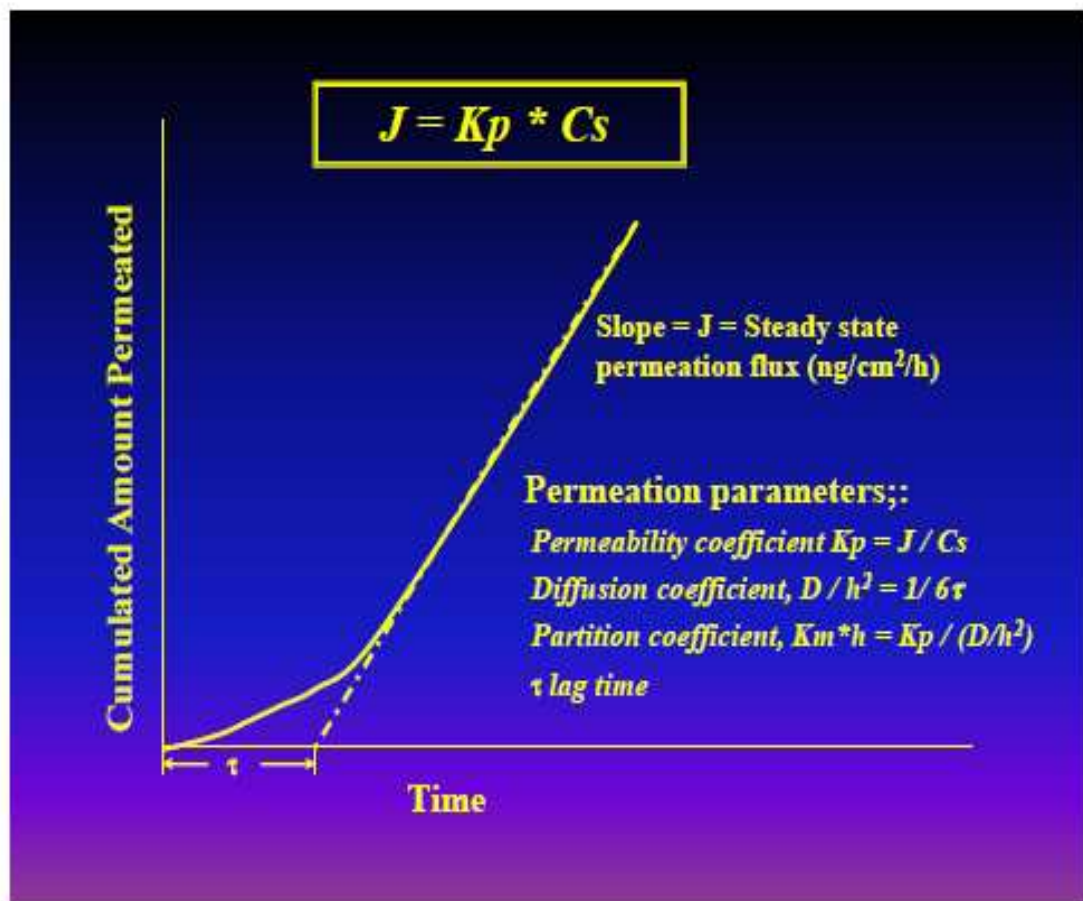 J = Kp * Cs
Cumulated Amount Permeated
Slope = J = Steady state
permeation flux (ng/cm²/h)
Permeation parameters;:
Permeability coefficient Kp = J / Cs
Diffusion coefficient, D / h² = 1/ 6τ
Partition coefficient, Km*h = Kp / (D/h²)
τ lag time
τ
Time